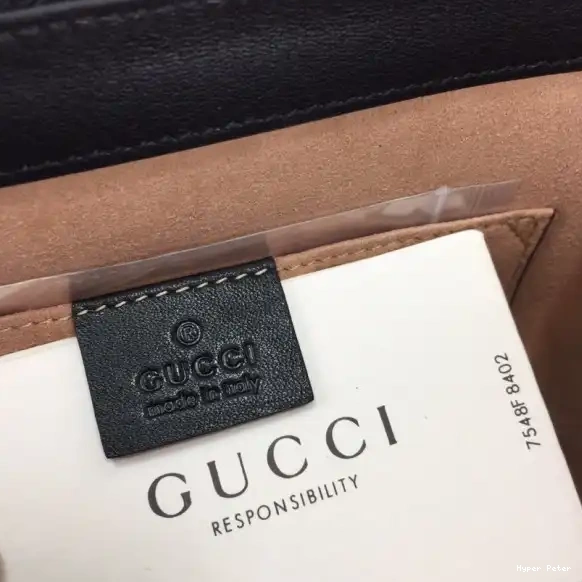 ®
GUCCI
made in Italy
GUCCI
RESPONSIBILITY
7548F 8402
Hyper Peter